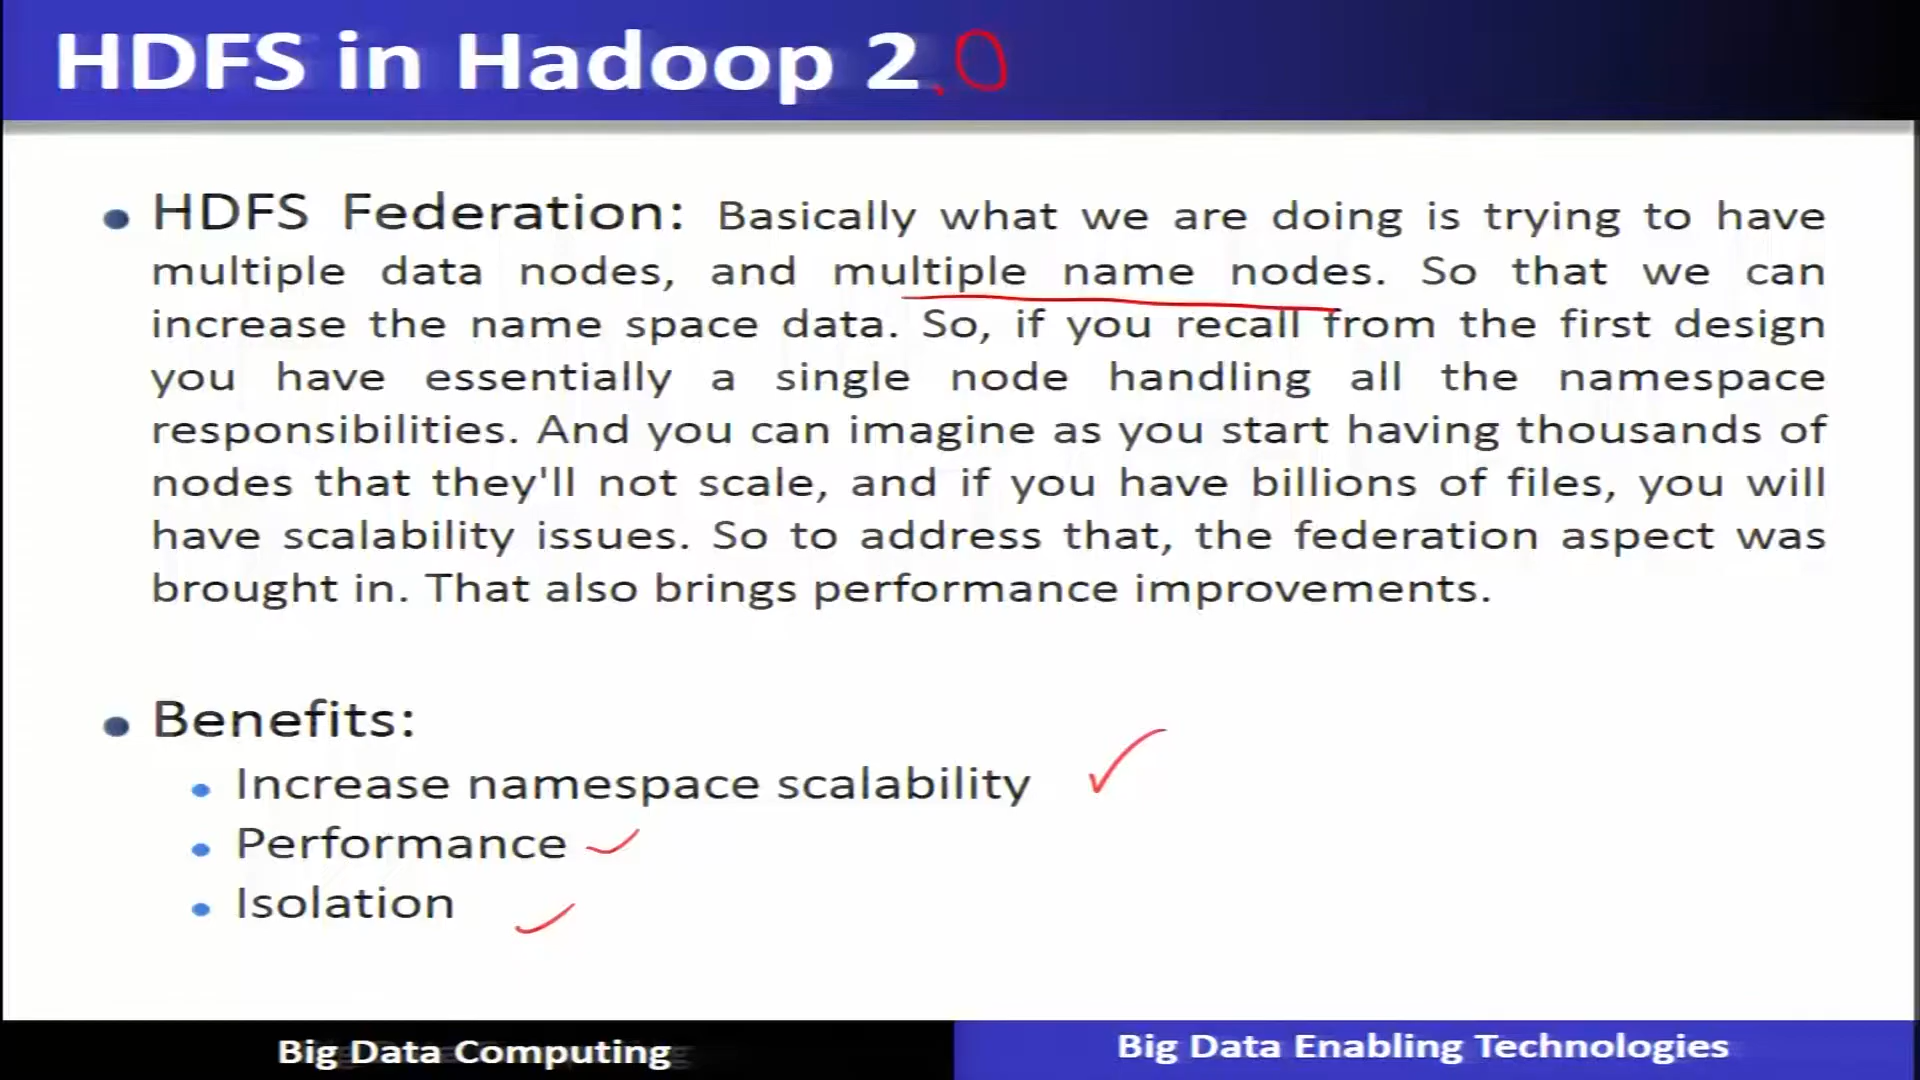 HDFS in Hadoop 2.0
• HDFS Federation: Basically what we are doing is trying to have
multiple data nodes, and multiple name nodes. So that we can
increase the name space data. So, if you recall from the first design
you have essentially a single node handling all the namespace
responsibilities. And you can imagine as you start having thousands of
nodes that they'll not scale, and if you have billions of files, you will
have scalability issues. So to address that, the federation aspect was
brought in. That also brings performance improvements.
• Benefits:
• Increase namespace scalability
• Performance
• Isolation
Big Data Computing
Big Data Enabling Technologies